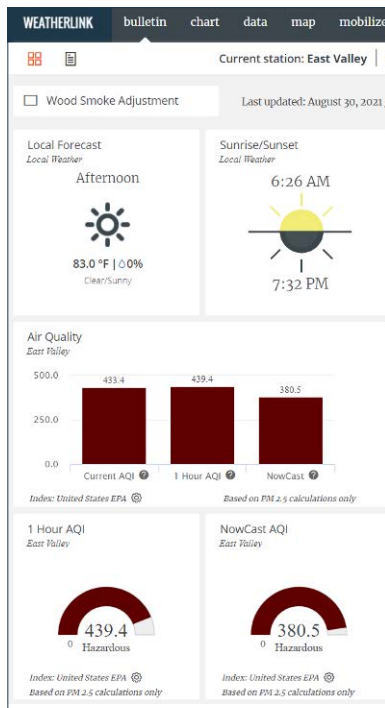 WEATHERLINK bulletin chart data map mobilize
Current station: East Valley
Wood Smoke Adjustment
Last updated: August 30, 2021
Local Forecast
Local Weather
Afternoon
83.0 °F | 0%
Clear/Sunny
Sunrise/Sunset
Local Weather
6:26 AM
7:32 PM
Air Quality
East Valley
500.0
250.0
0.0
433.4
439.4
380.5
Current AQI ?
1 Hour AQI ?
NowCast ?
Index: United States EPA
Based on PM 2.5 calculations only
1 Hour AQI
East Valley
439.4
0
Hazardous
Index: United States EPA
Based on PM 2.5 calculations only
NowCast AQI
East Valley
380.5
0
Hazardous
Index: United States EPA
Based on PM 2.5 calculations only